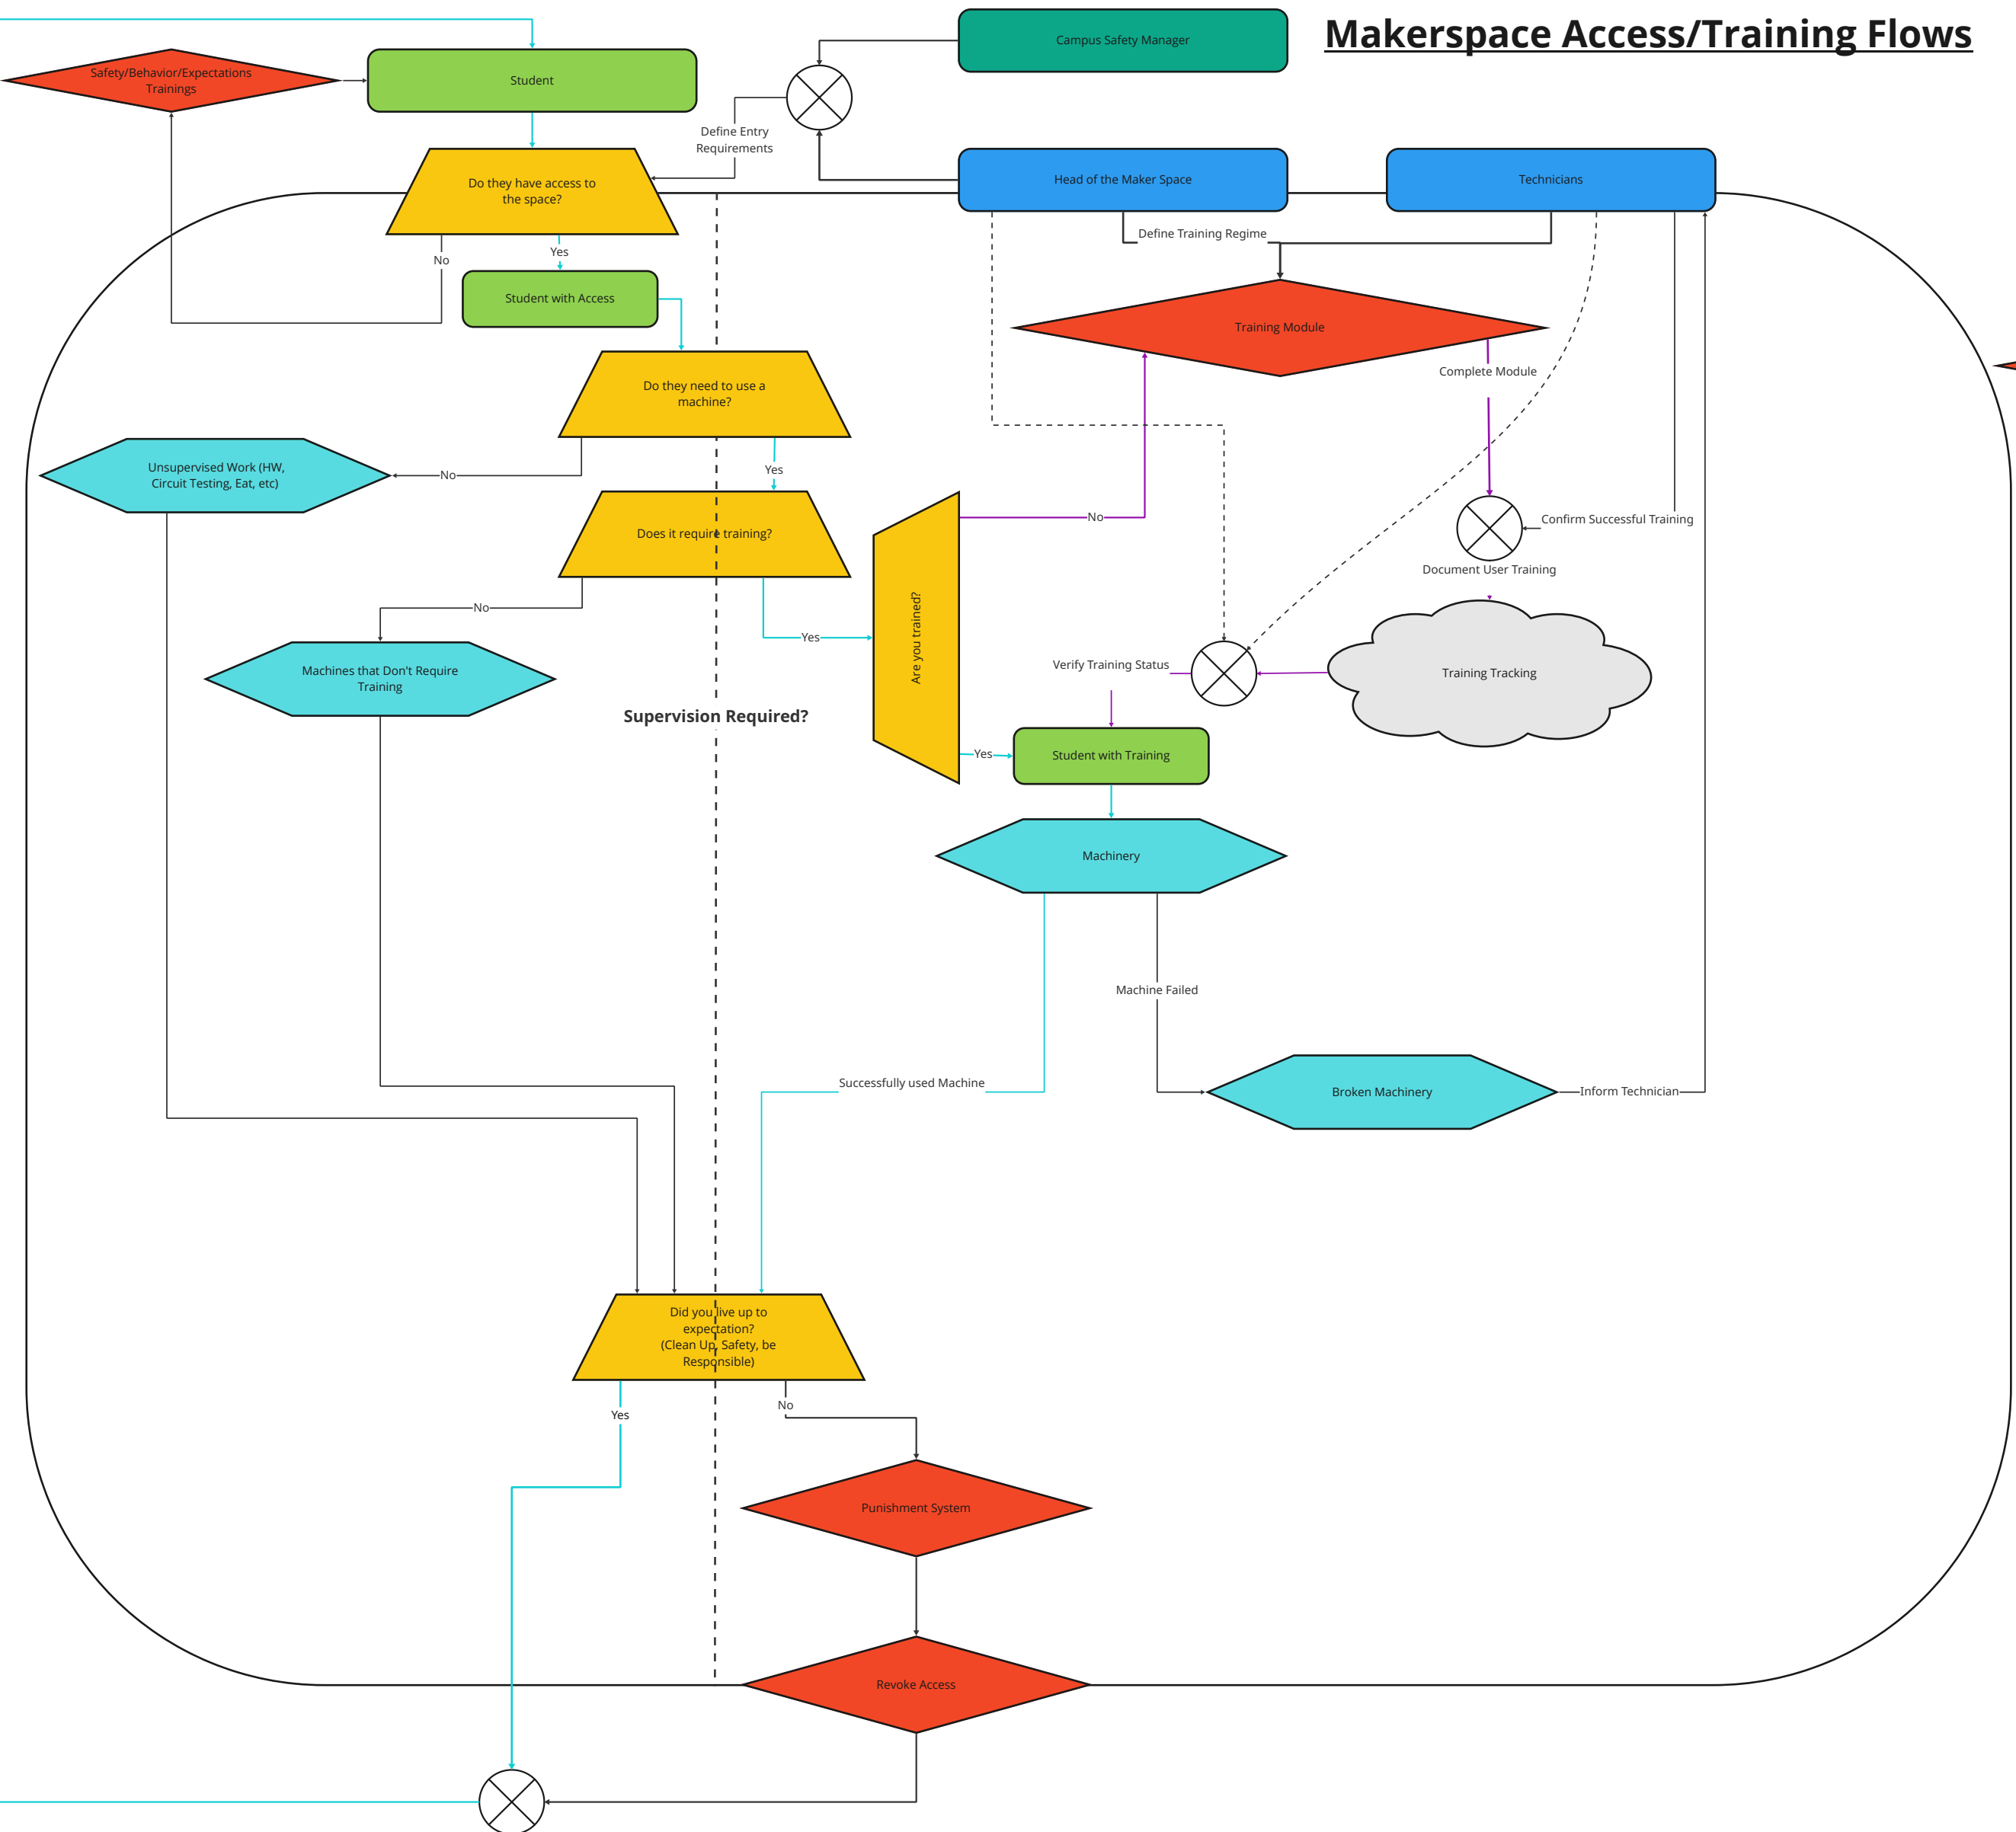 Makerspace Access/Training Flows
Campus Safety Manager
Safety/Behavior/Expectations
Trainings
Student
Define Entry
Requirements
Do they have access to
the space?
Head of the Maker Space
Technicians
Define Training Regime
No
Yes
Student with Access
Training Module
Complete Module
Do they need to use a
machine?
Unsupervised Work (HW,
Circuit Testing, Eat, etc)
No
Yes
Does it require training?
No
Confirm Successful Training
Document User Training
Are you trained?
No
Yes
Machines that Don't Require
Training
Verify Training Status
Training Tracking
Supervision Required?
Yes
Student with Training
Machinery
Machine Failed
Successfully used Machine
Broken Machinery
Inform Technician
Did you live up to
expectation?
(Clean Up, Safety, be
Responsible)
Yes
No
Punishment System
Revoke Access